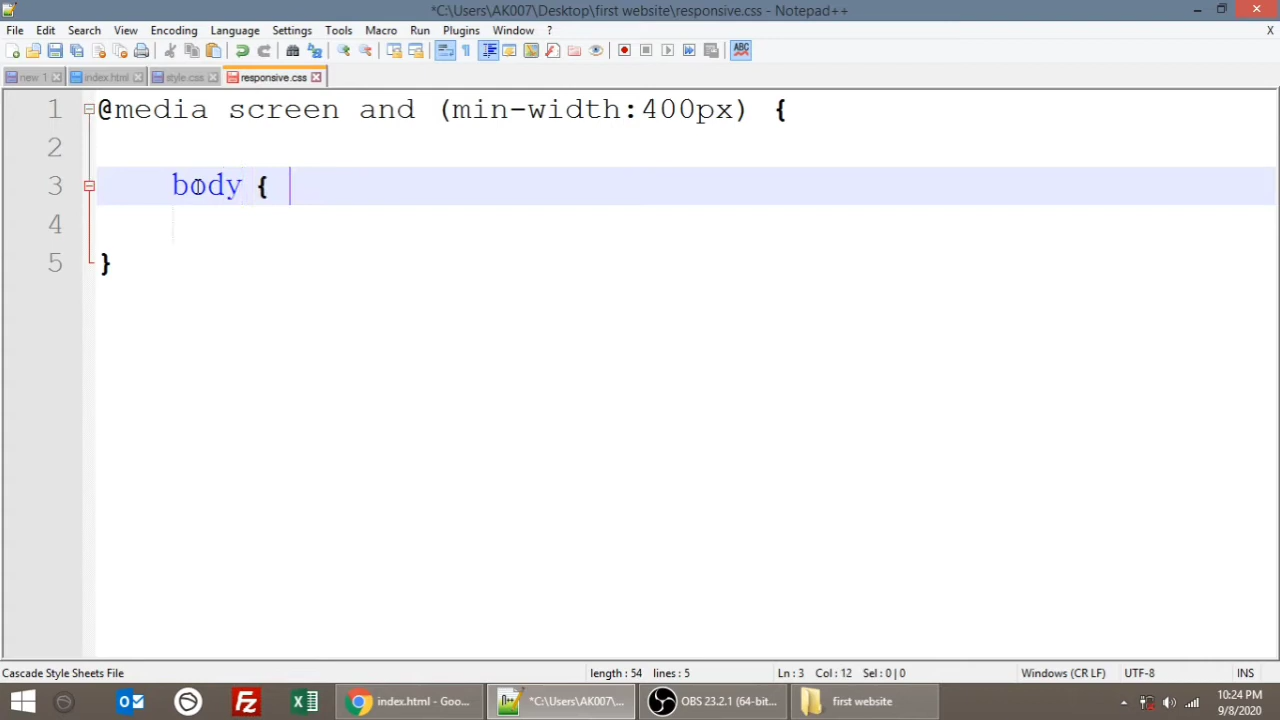 *C:\Users\AK007\Desktop\first website\responsive.css - Notepad++
File Edit Search View Encoding Language Settings Tools Macro Run Plugins Window ? X
ABC
new 1 index.html style.css responsive.css
1 @media screen and (min-width:400px) {
2
3 body {
4
5 }
Cascade Style Sheets File length : 54 lines : 5 Ln : 3 Col : 12 Sel : 0 | 0 Windows (CR LF) UTF-8 INS
index.html - Goo... *C:\Users\AK007\... OBS 23.2.1 (64-bit... first website 10:24 PM
9/8/2020